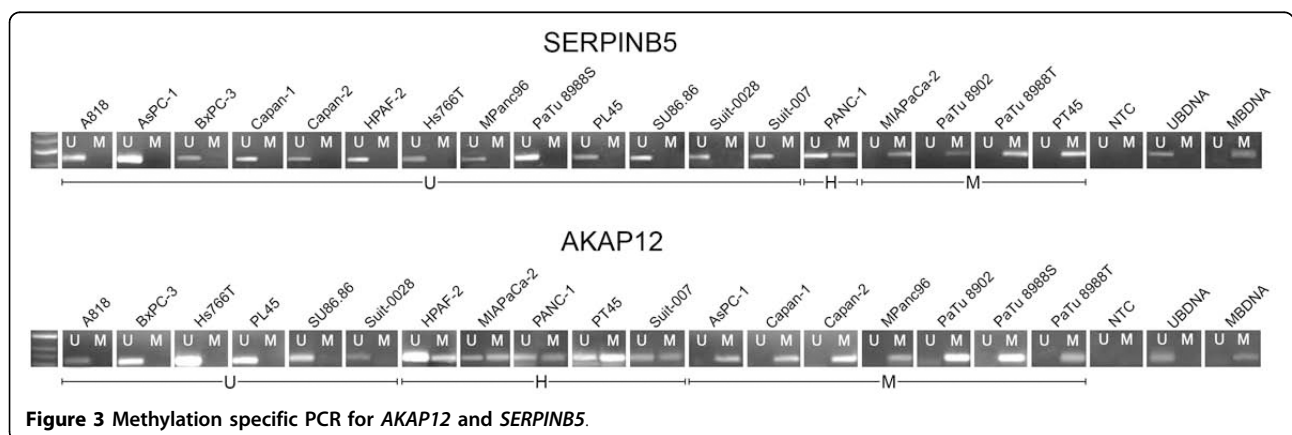 SERPINB5
A818 AsPC-1 BxPC-3 Capan-1 Capan-2 HPAF-2 Hs766T MPanc96 PaTu 8988S PL45 SU86.86 Suit-0028 Suit-007 PANC-1 MIAPaCa-2 PaTu 8902 PaTu 8988T PT45 NTC UBDNA MBDNA
U M U M U M U M U M U M U M U M U M U M U M U M U M U M U M U M U M U M U M U M U M
U H M
AKAP12
A818 BxPC-3 Hs766T PL45 SU86.86 Suit-0028 HPAF-2 MIAPaCa-2 PANC-1 PT45 Suit-007 AsPC-1 Capan-1 Capan-2 MPanc96 PaTu 8902 PaTu 8988S PaTu 8988T NTC UBDNA MBDNA
U M U M U M U M U M U M U M U M U M U M U M U M U M U M U M U M U M U M U M U M U M
U H M
Figure 3 Methylation specific PCR for AKAP12 and SERPINB5.